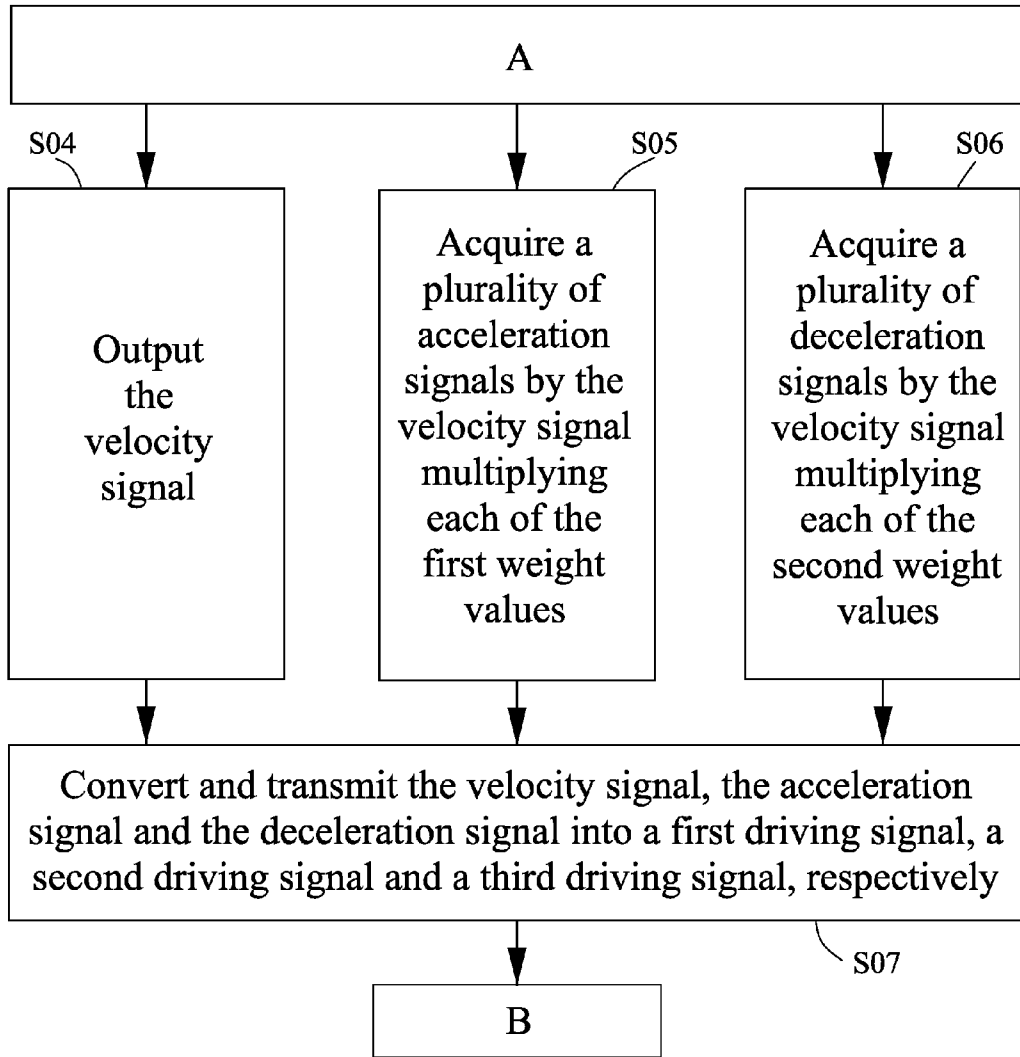 A
S04
S05
S06
Output
the
velocity
signal
Acquire a
plurality of
acceleration
signals by the
velocity signal
multiplying
each of the
first weight
values
Acquire a
plurality of
deceleration
signals by the
velocity signal
multiplying
each of the
second weight
values
Convert and transmit the velocity signal, the acceleration
signal and the deceleration signal into a first driving signal, a
second driving signal and a third driving signal, respectively
S07
B